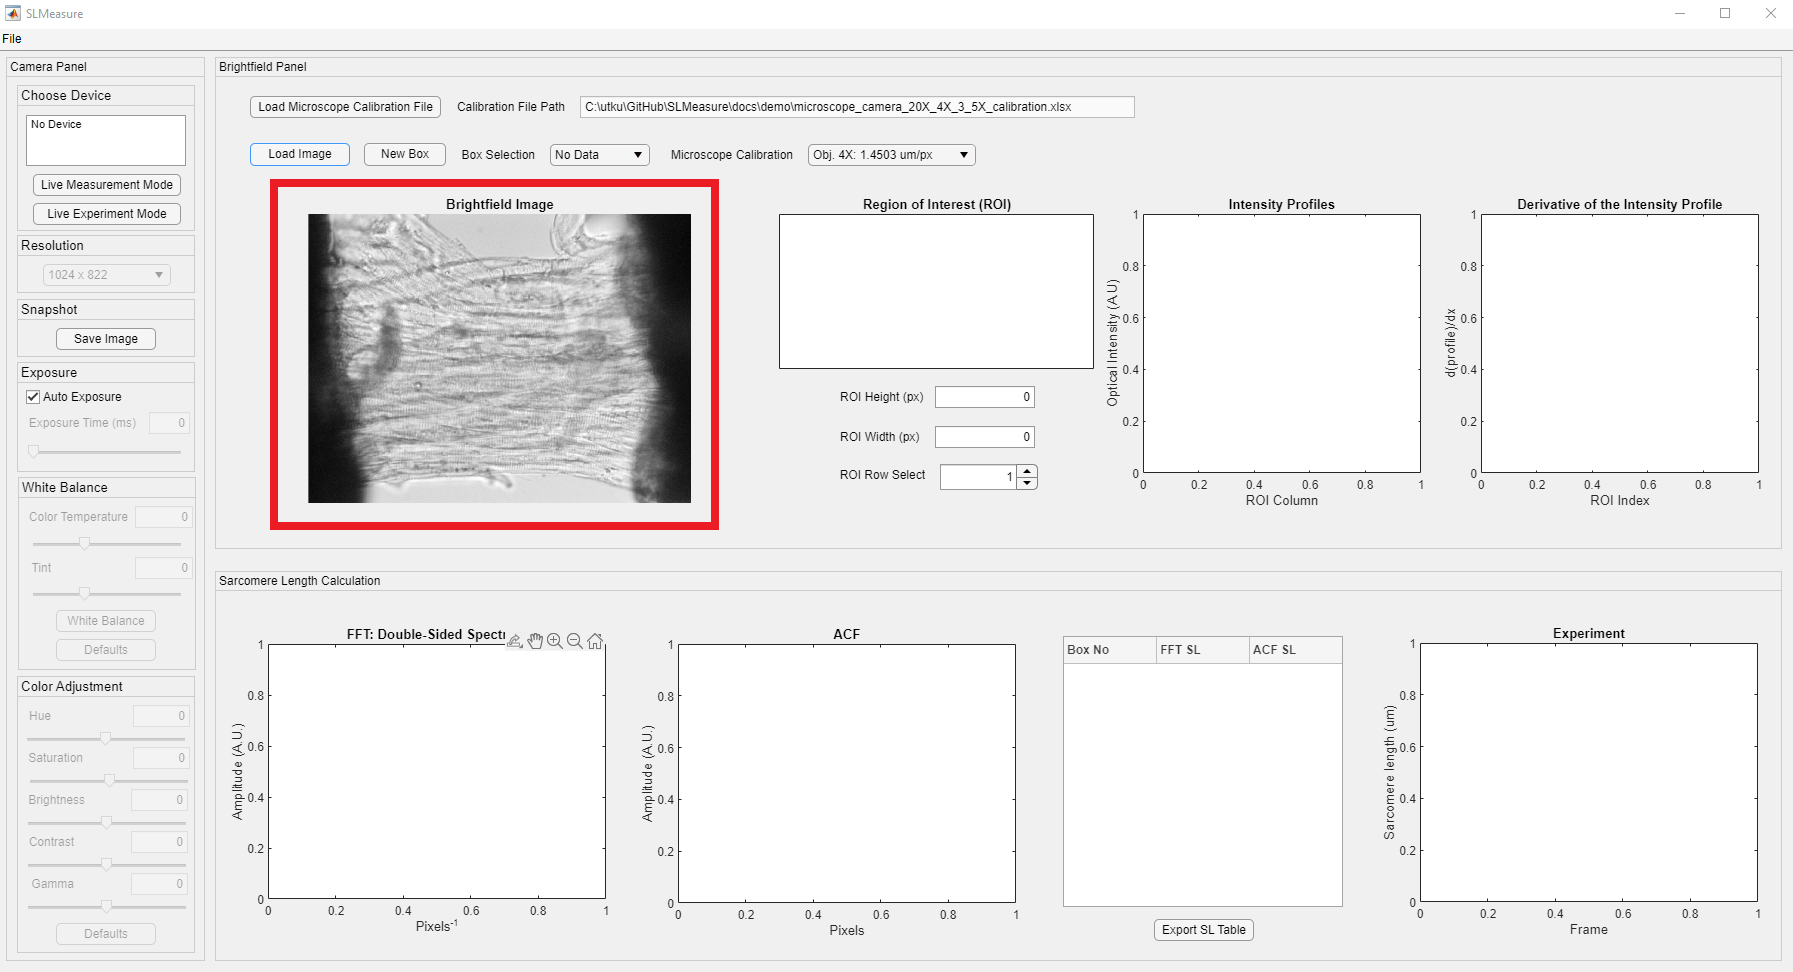 SLMeasure
File
Camera Panel
Choose Device
No Device
Live Measurement Mode
Live Experiment Mode
Resolution
1024 x 822
Snapshot
Save Image
Exposure
Auto Exposure
Exposure Time (ms) 0
White Balance
Color Temperature 0
Tint 0
White Balance
Defaults
Color Adjustment
Hue 0
Saturation 0
Brightness 0
Contrast 0
Gamma 0
Defaults
Brightfield Panel
Load Microscope Calibration File Calibration File Path C:\utku\GitHub\SLMeasure\docs\demo\microscope_camera_20X_4X_3_5X_calibration.xlsx
Load Image New Box Box Selection No Data Microscope Calibration Obj. 4X: 1.4503 um/px
Brightfield Image
Region of Interest (ROI)
ROI Height (px) 0
ROI Width (px) 0
ROI Row Select 1
Intensity Profiles
Optical Intensity (A.U)
1
0.8
0.6
0.4
0.2
0
0 0.2 0.4 0.6 0.8 1
ROI Column
Derivative of the Intensity Profile
d(profile)/dx
1
0.8
0.6
0.4
0.2
0
0 0.2 0.4 0.6 0.8 1
ROI Index
Sarcomere Length Calculation
FFT: Double-Sided Spectr
Amplitude (A.U.)
1
0.8
0.6
0.4
0.2
0
0 0.2 0.4 0.6 0.8 1
Pixels-1
ACF
Amplitude (A.U.)
1
0.8
0.6
0.4
0.2
0
0 0.2 0.4 0.6 0.8 1
Pixels
Box No FFT SL ACF SL
Export SL Table
Experiment
Sarcomere length (um)
1
0.8
0.6
0.4
0.2
0
0 0.2 0.4 0.6 0.8 1
Frame